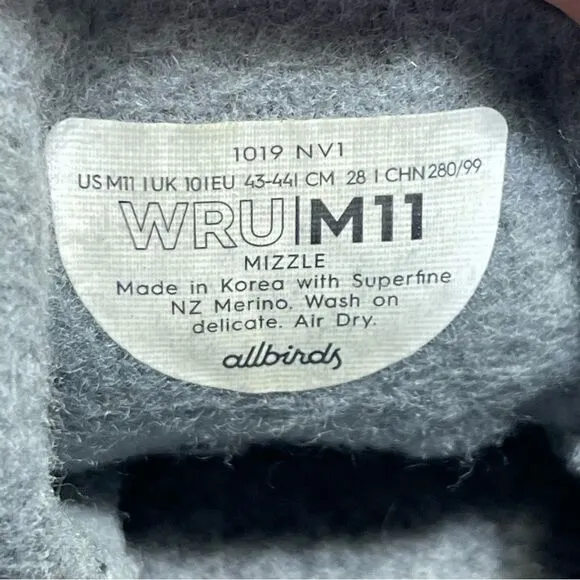 1019 NV1
US M11 | UK 10 | EU 43-44 | CM 28 | CHN 280/99
WRU|M11
MIZZLE
Made in Korea with Superfine
NZ Merino. Wash on
delicate. Air Dry.
allbirds